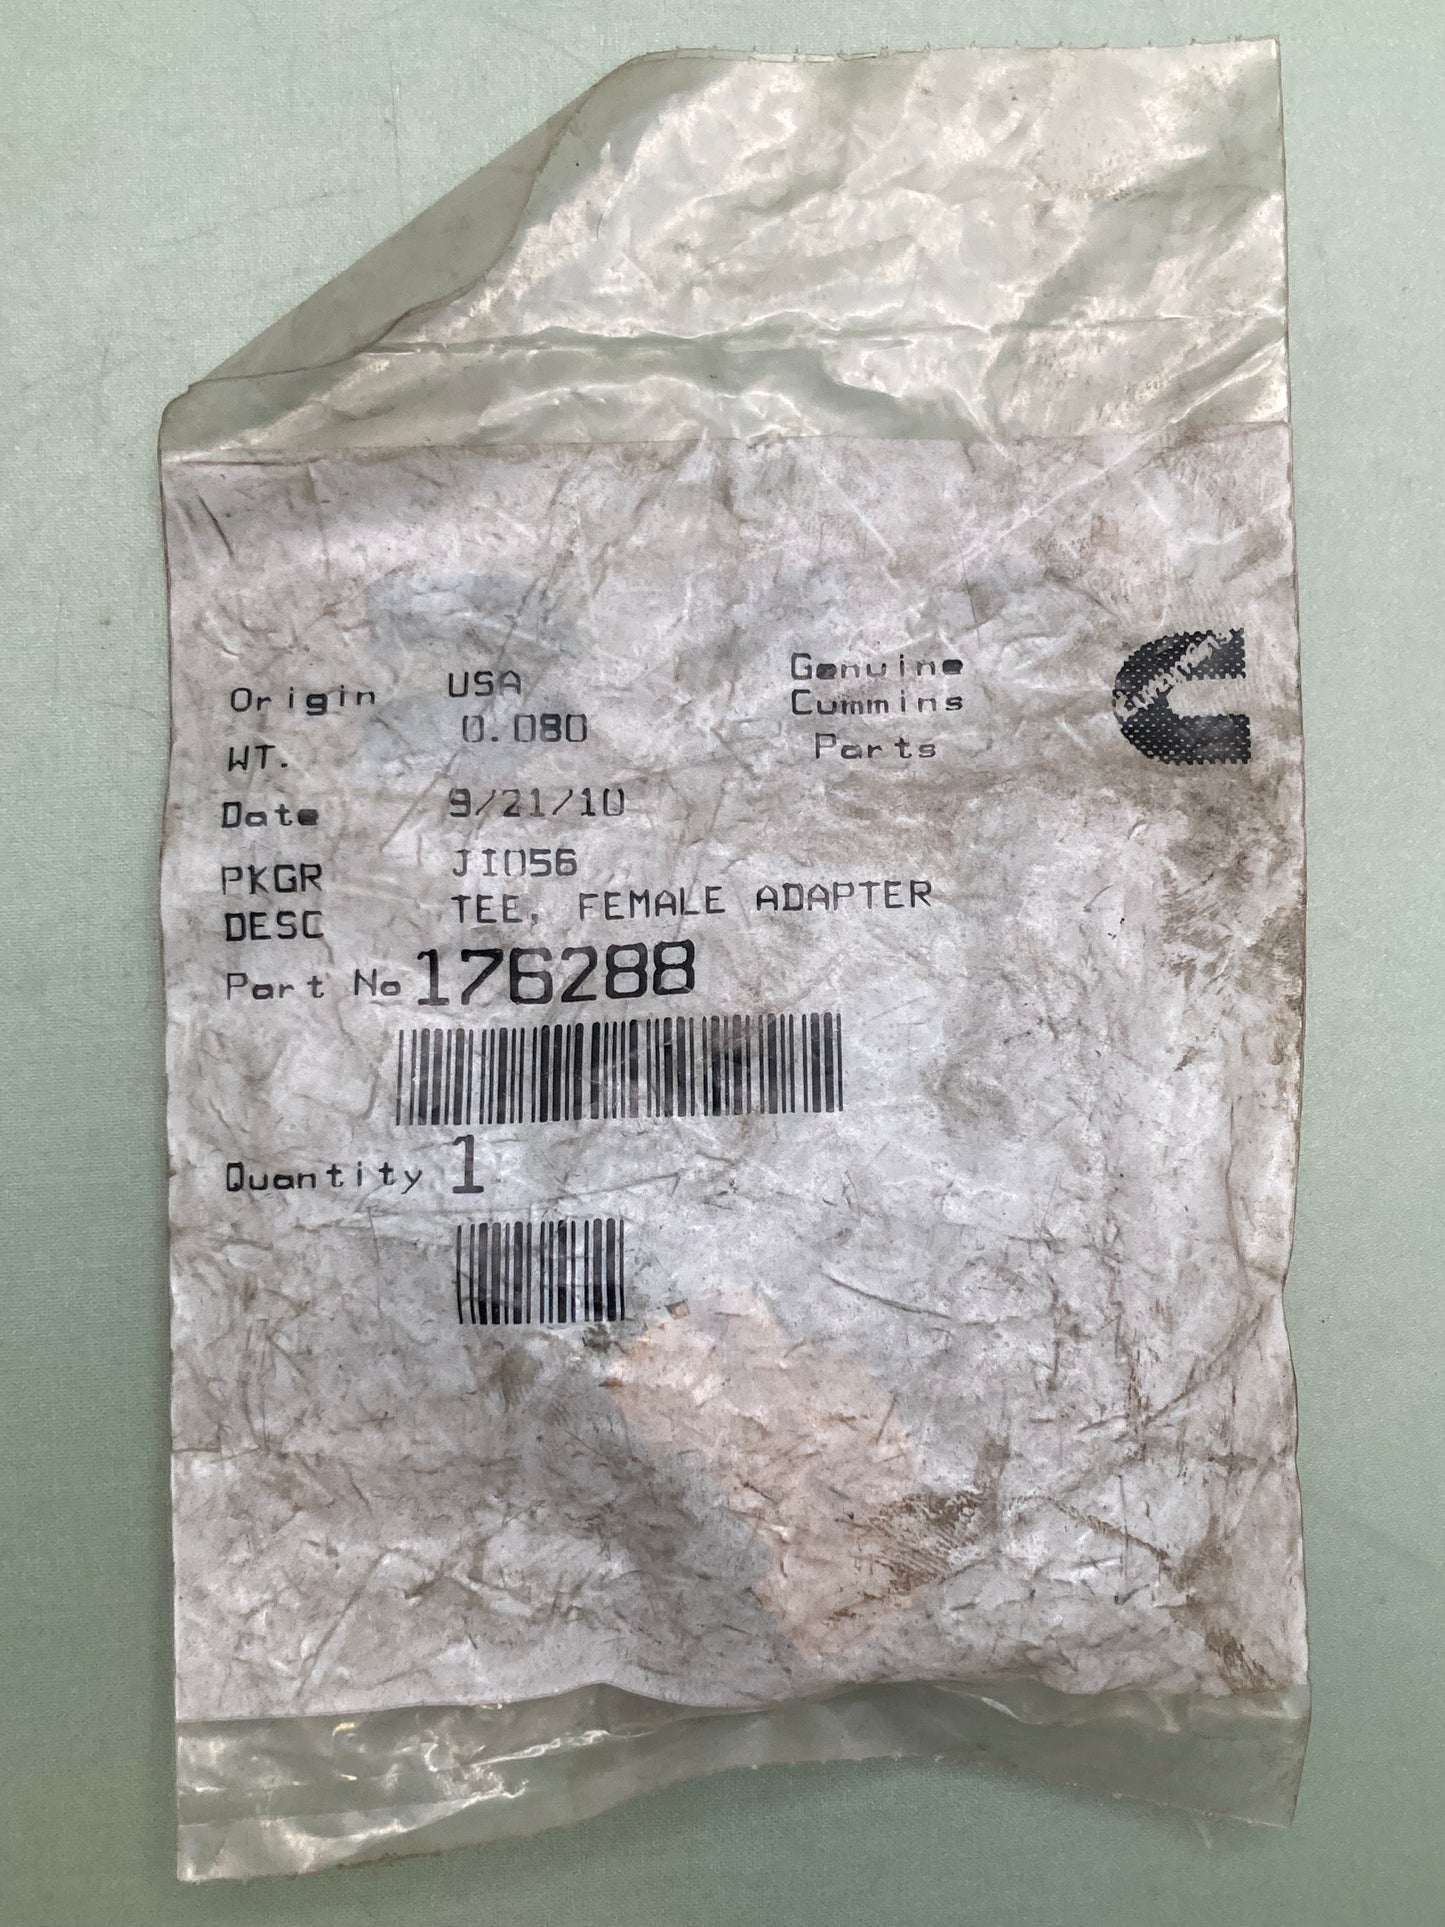 Origin USA
WT. 0.080
Date 9/21/10
PKGR JI056
DESC TEE, FEMALE ADAPTER
Part No 176288
Quantity 1
Genuine
Cummins
Parts